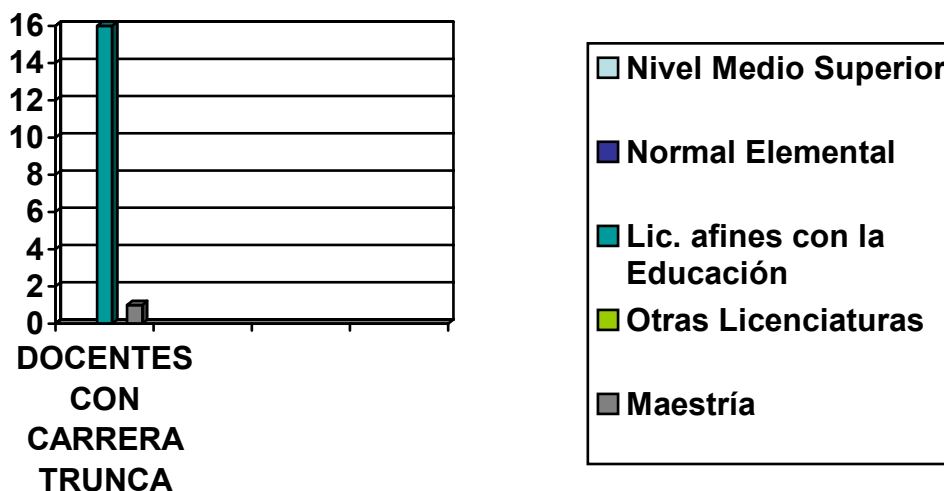 16
14
12
10
8
6
4
2
0
DOCENTES
CON
CARRERA
TRUNCA
Nivel Medio Superior
Normal Elemental
Lic. afines con la
Educación
Otras Licenciaturas
Maestría